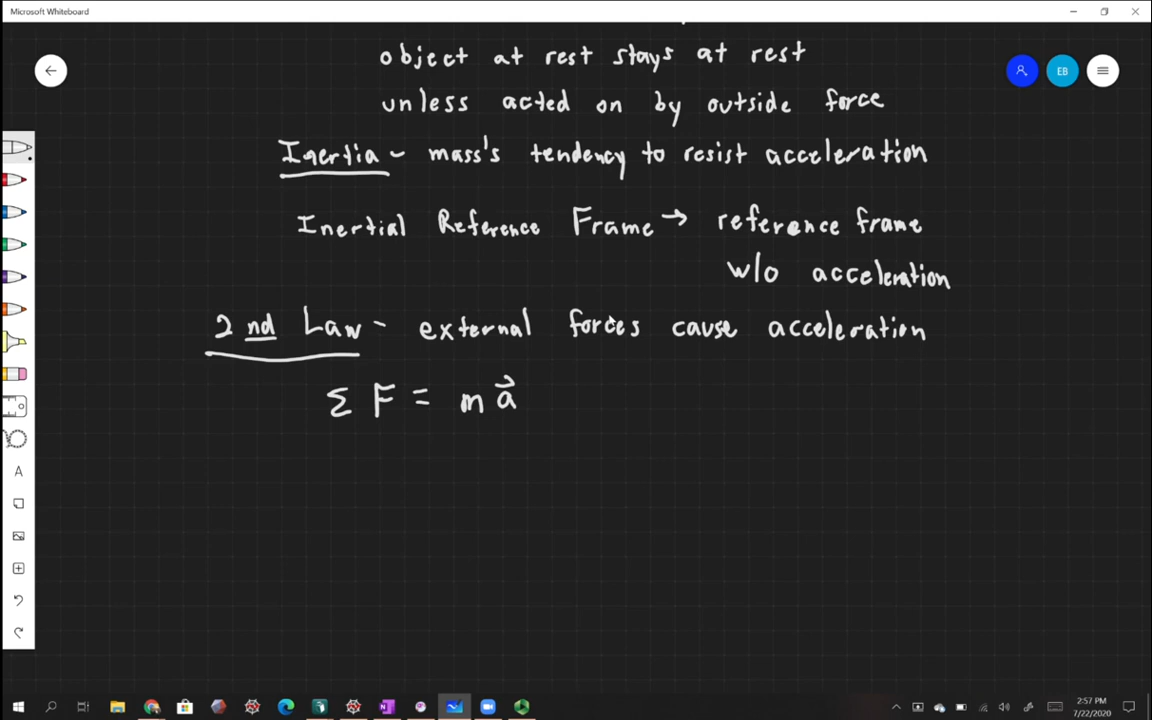 Microsoft Whiteboard
object at rest stays at rest
unless acted on by outside force
EB
Inertia - mass's tendency to resist acceleration
Inertial Reference Frame → reference frame
w/o acceleration
2nd Law - external forces cause acceleration
Σ F = m a⃗
A
2:57 PM
7/22/2020